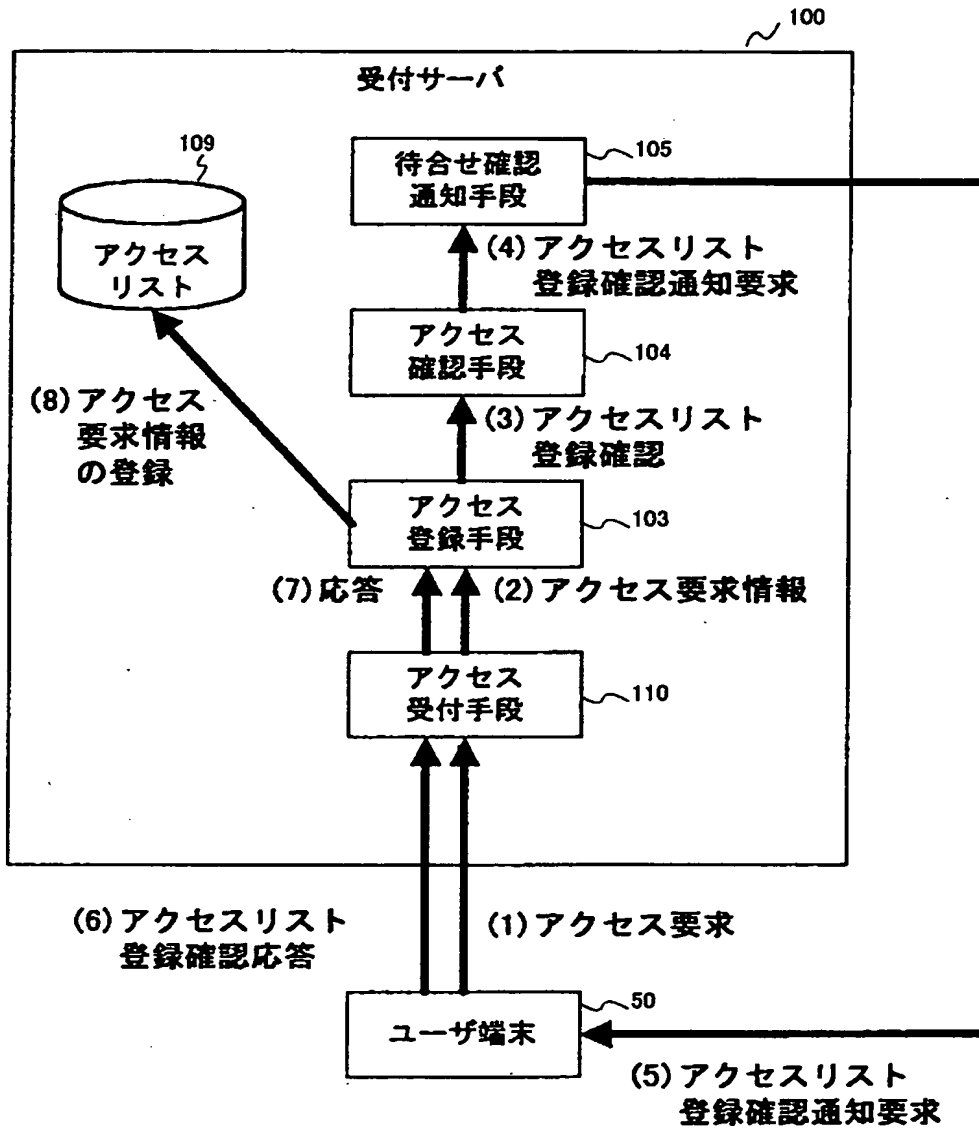 100
受付サーバ
109
アクセス
リスト
待合せ確認
通知手段
105
(4)アクセスリスト
登録確認通知要求
アクセス
確認手段
104
(8)アクセス
要求情報
の登録
(3)アクセスリスト
登録確認
アクセス
登録手段
103
(7)応答
(2)アクセス要求情報
アクセス
受付手段
110
(6)アクセスリスト
登録確認応答
(1)アクセス要求
50
ユーザ端末
(5)アクセスリスト
登録確認通知要求